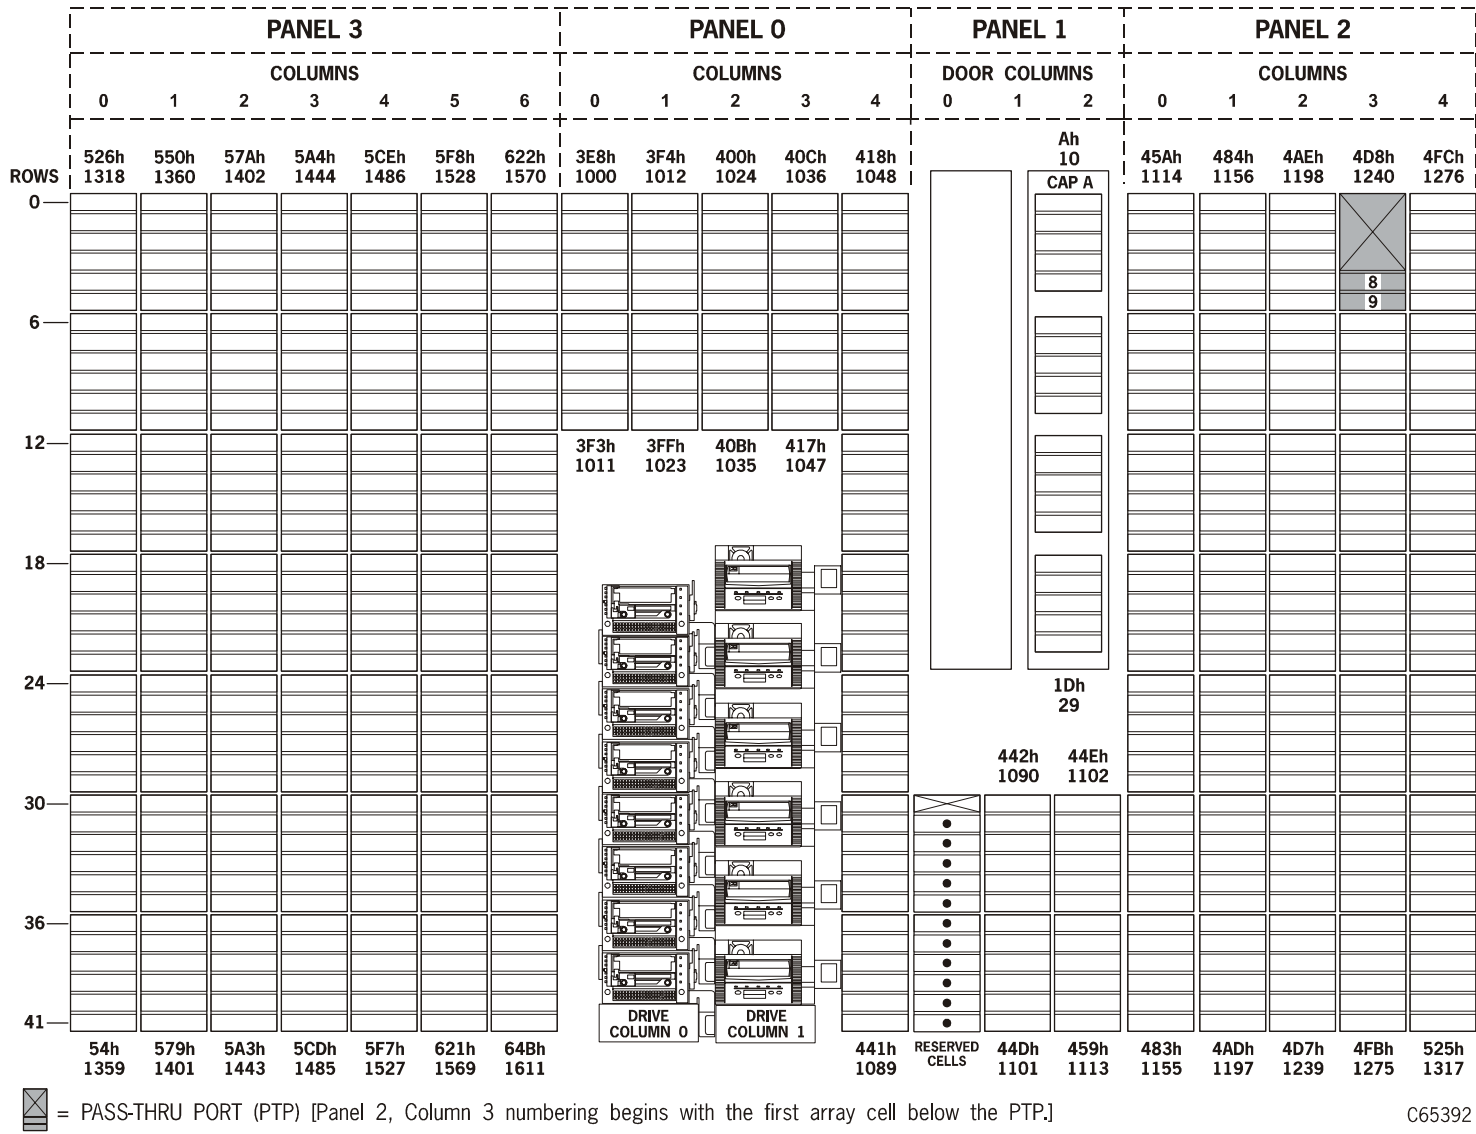 PANEL 3 PANEL 0 PANEL 1 PANEL 2
COLUMNS COLUMNS DOOR COLUMNS COLUMNS
0 1 2 3 4 5 6 0 1 2 3 4 0 1 2 0 1 2 3 4
Ah
10
526h 550h 57Ah 5A4h 5CEh 5F8h 622h 3E8h 3F4h 400h 40Ch 418h 45Ah 484h 4AEh 4D8h 4FCh
ROWS 1318 1360 1402 1444 1486 1528 1570 1000 1012 1024 1036 1048 1114 1156 1198 1240 1276
CAP A
0
8
9
6
12
3F3h 3FFh 40Bh 417h
1011 1023 1035 1047
18
24
1Dh
29
442h 44Eh
1090 1102
30
36
41
DRIVE COLUMN 0
DRIVE COLUMN 1
54h 579h 5A3h 5CDh 5F7h 621h 64Bh 441h RESERVED CELLS 44Dh 459h 483h 4ADh 4D7h 4FBh 525h
1359 1401 1443 1485 1527 1569 1611 1089 1101 1113 1155 1197 1239 1275 1317
= PASS-THRU PORT (PTP) [Panel 2, Column 3 numbering begins with the first array cell below the PTP.]
C65392